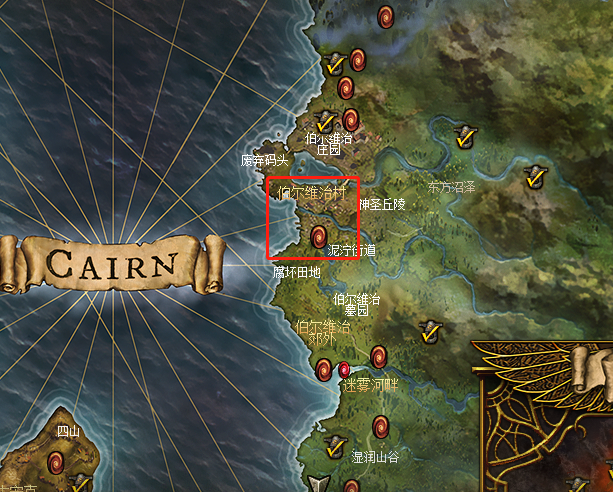 伯尔维治
庄园
废弃码头
伯尔维治村
东方沼泽
神圣丘陵
泥泞街道
CAIRN
腐坏田地
伯尔维治
墓园
伯尔维治
郊外
迷雾河畔
四山
湿润山谷